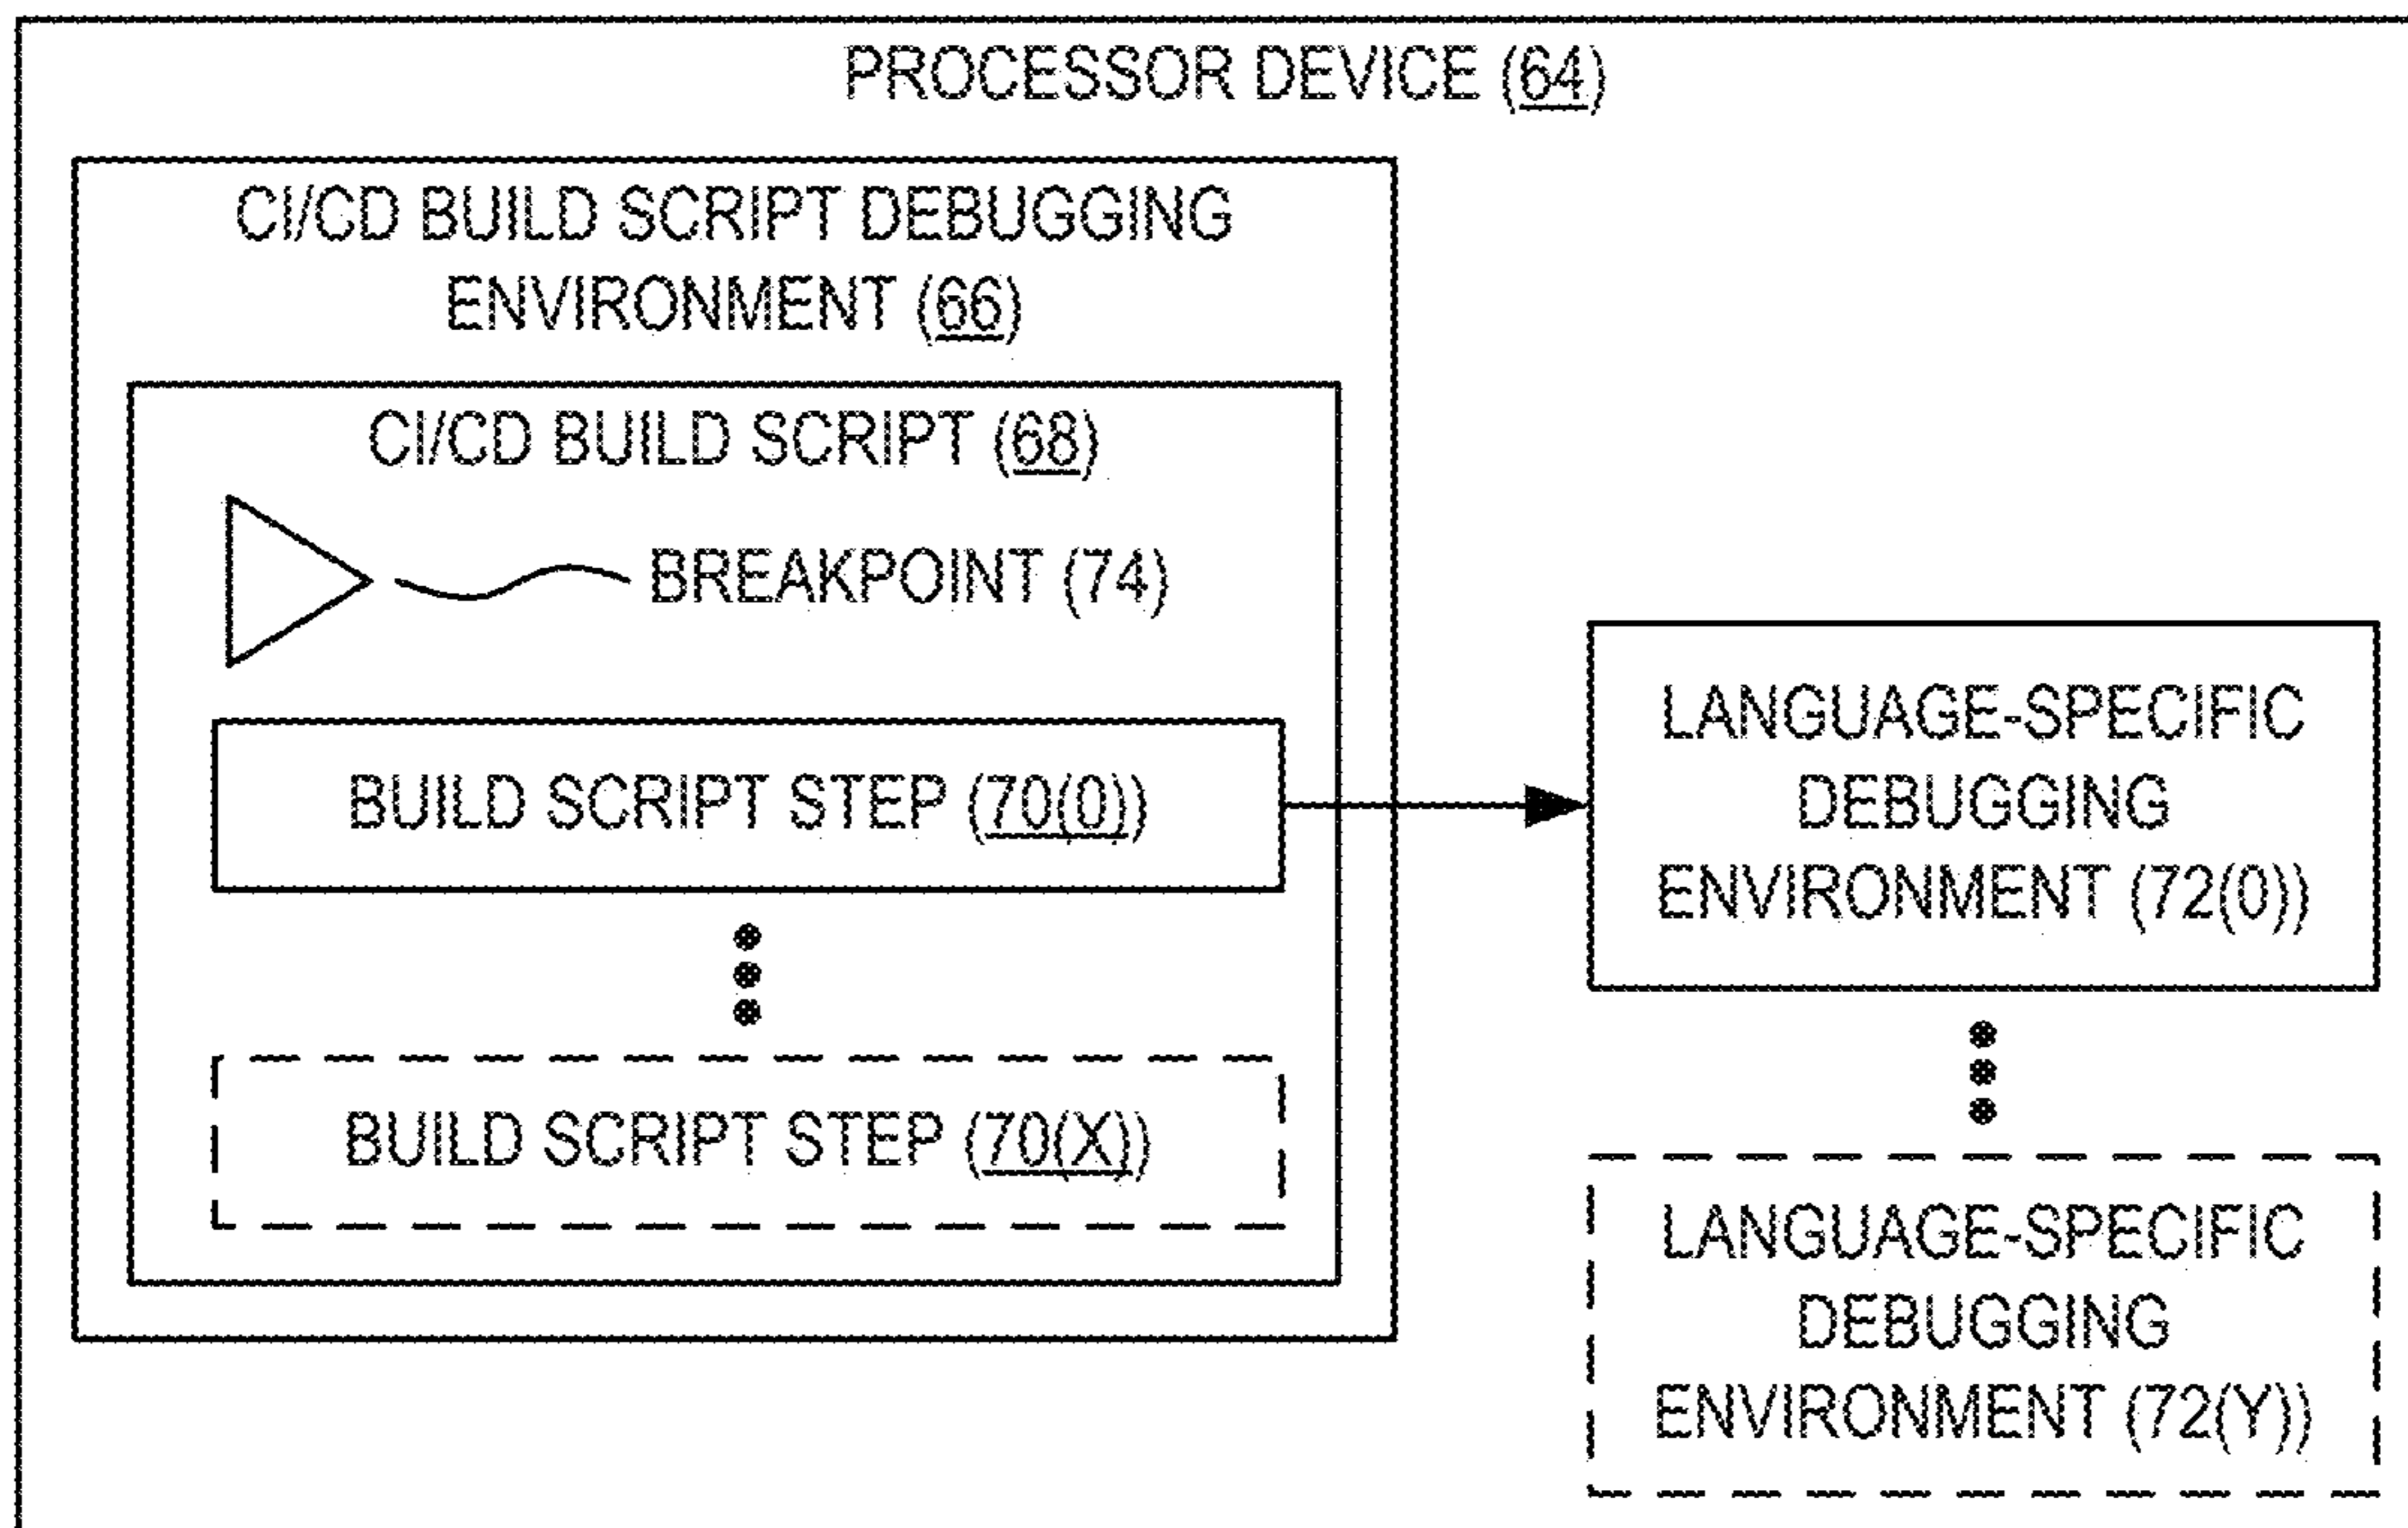 PROCESSOR DEVICE (64)
CI/CD BUILD SCRIPT DEBUGGING
ENVIRONMENT (66)
CI/CD BUILD SCRIPT (68)
BREAKPOINT (74)
BUILD SCRIPT STEP (70(0))
BUILD SCRIPT STEP (70(X))
LANGUAGE-SPECIFIC
DEBUGGING
ENVIRONMENT (72(0))
LANGUAGE-SPECIFIC
DEBUGGING
ENVIRONMENT (72(Y))